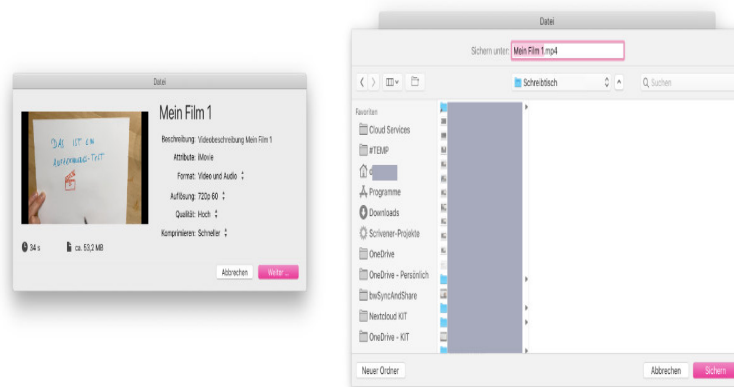 Datei
Mein Film 1
DAS IST EIN
TEST
Beschreibung: Videobeschreibung Mein Film 1
Attribute: iMovie
Format: Video und Audio
Auflösung: 720p 60
Qualität: Hoch
Komprimieren: Schneller
34 s
ca. 53,2 MB
Abbrechen
Weiter ...
Datei
Sichern unter: Mein Film 1.mp4
Schreibtisch
Suchen
Favoriten
Cloud Services
#TEMP
Programme
Downloads
Scrivener-Projekte
OneDrive
OneDrive - Persönlich
bwSyncAndShare
Nextcloud KIT
OneDrive - KIT
Neuer Ordner
Abbrechen
Sichern